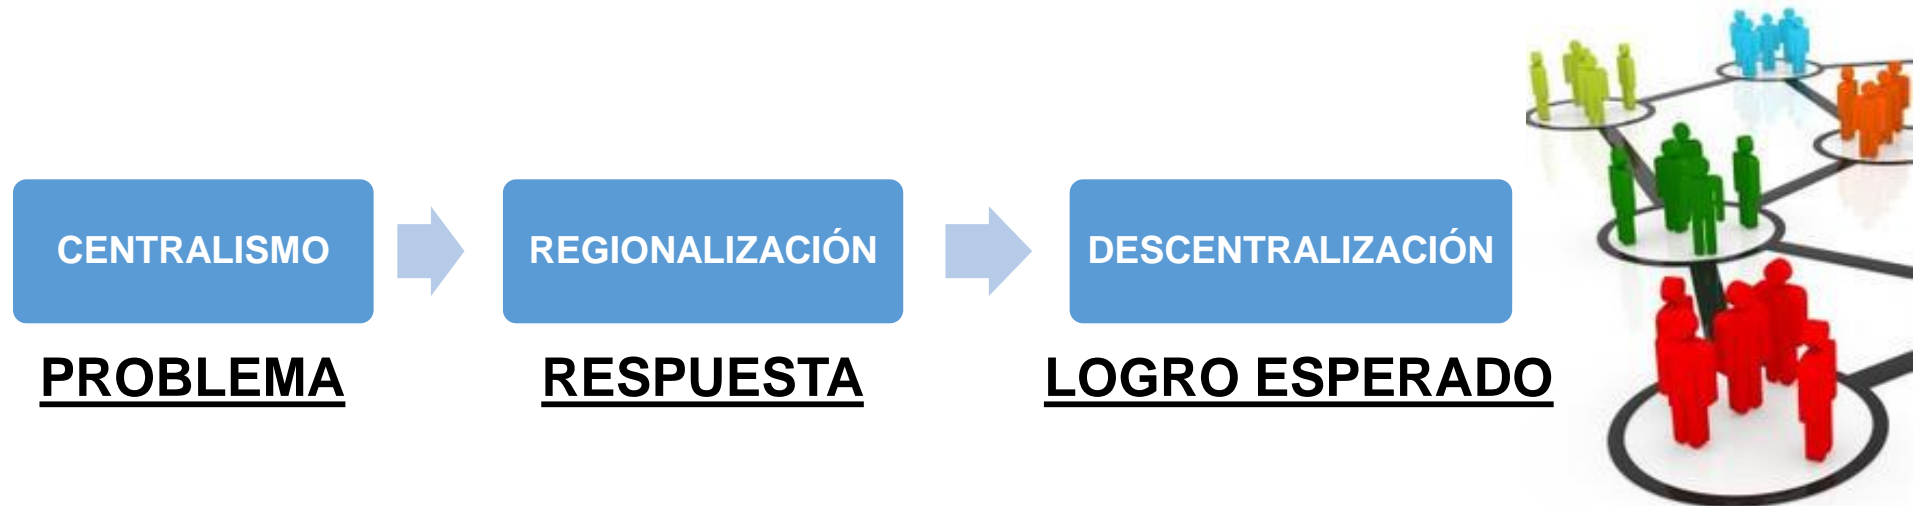 CENTRALISMO
REGIONALIZACIÓN
DESCENTRALIZACIÓN
PROBLEMA
RESPUESTA
LOGRO ESPERADO